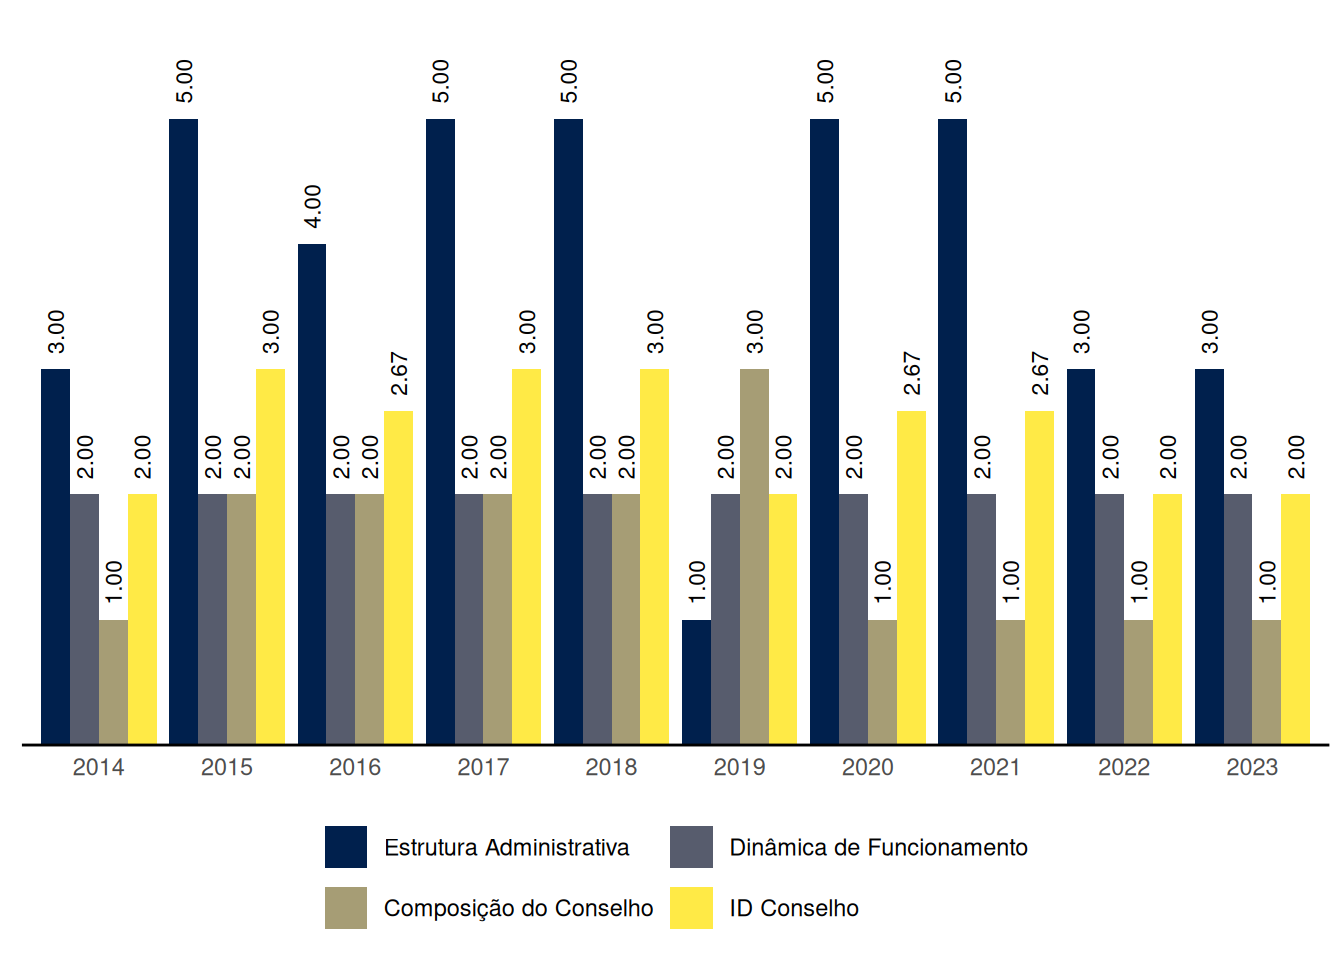 5.00 5.00 5.00 5.00 5.00
4.00
3.00 3.00 3.00 3.00 3.00 3.00 3.00
2.67 2.67 2.67
2.00 2.00 2.00 2.00 2.00 2.00 2.00 2.00 2.00 2.00 2.00 2.00 2.00 2.00 2.00 2.00 2.00 2.00
1.00 1.00 1.00 1.00 1.00 1.00
2014 2015 2016 2017 2018 2019 2020 2021 2022 2023
Estrutura Administrativa Dinâmica de Funcionamento
Composição do Conselho ID Conselho